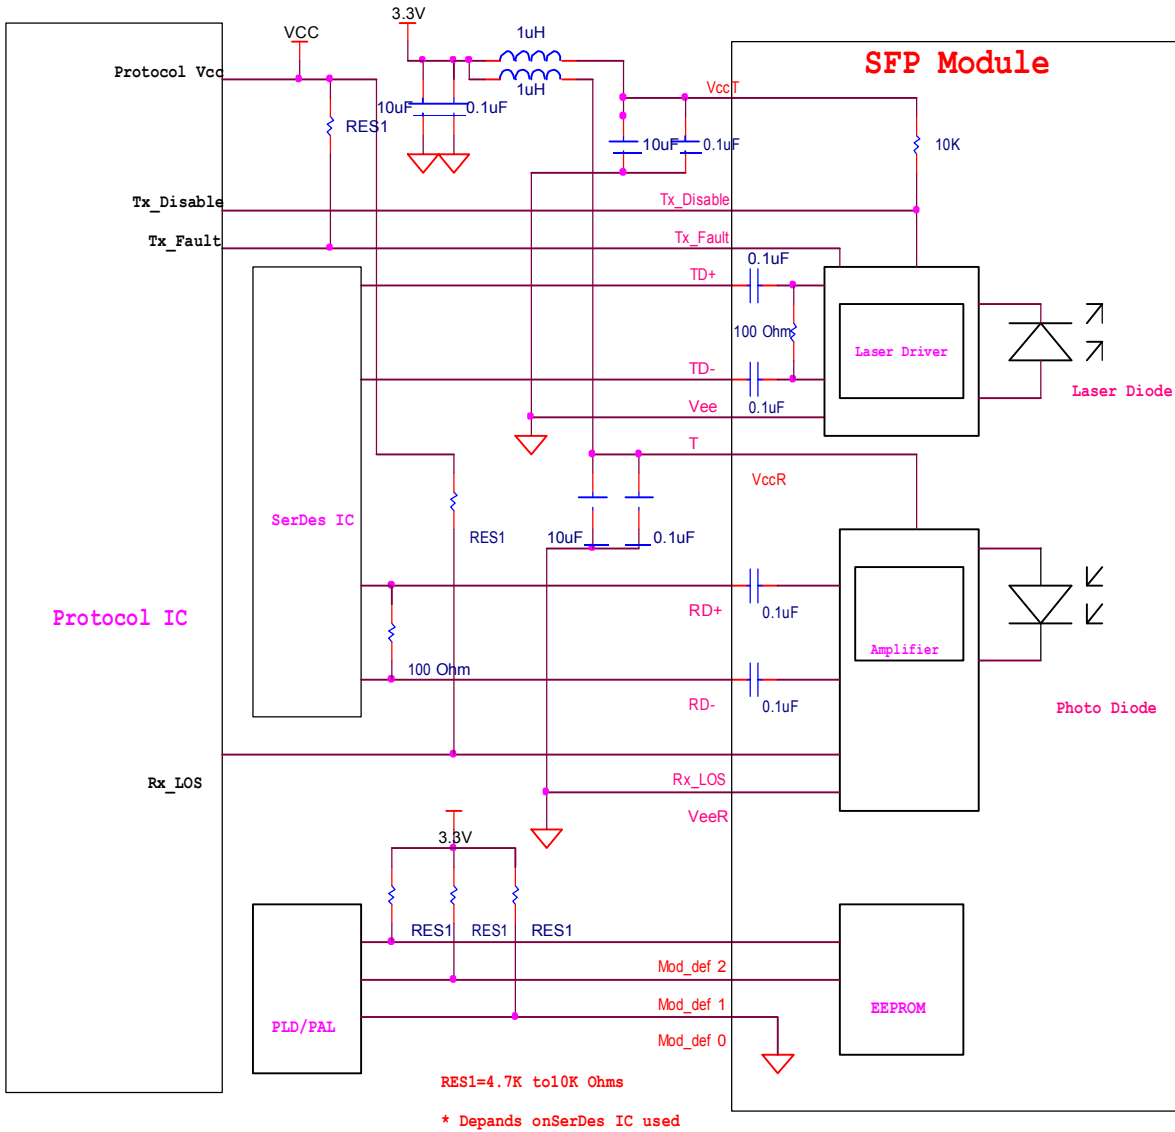 3.3V
VCC
1uH
SFP Module
Protocol Vcc
1uH
VccT
10uF
0.1uF
RES1
10uF
0.1uF
10K
Tx_Disable
Tx_Disable
Tx_Fault
Tx_Fault
0.1uF
TD+
100 Ohm
Laser Driver
TD-
Laser Diode
Vee
0.1uF
T
VccR
SerDes IC
RES1
10uF
0.1uF
RD+
0.1uF
Protocol IC
Amplifier
100 Ohm
RD-
0.1uF
Photo Diode
Rx_LOS
Rx_LOS
VeeR
3.3V
RES1
RES1
RES1
Mod_def 2
Mod_def 1
EEPROM
PLD/PAL
Mod_def 0
RES1=4.7K to10K Ohms
* Depands onSerDes IC used